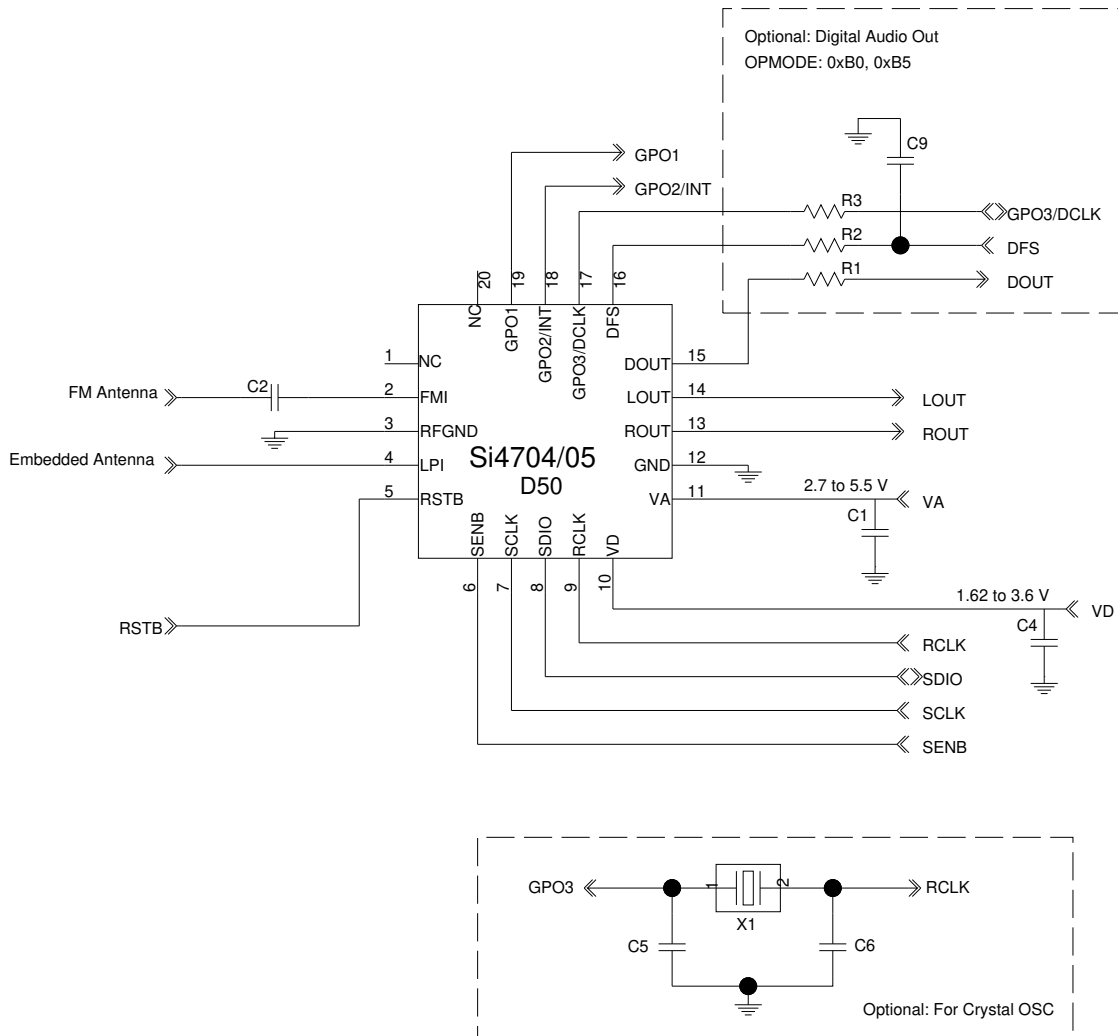 Optional: Digital Audio Out
OPMODE: 0xB0, 0xB5
C9
GPO1
GPO2/INT
R3
GPO3/DCLK
R2
DFS
R1
DOUT
20
19
18
17
16
NC
GPO1
GPO2/INT
GPO3/DCLK
DFS
1
NC
DOUT
15
FM Antenna
C2
2
FMI
LOUT
14
LOUT
3
RFGND
ROUT
13
ROUT
Embedded Antenna
4
LPI
Si4704/05
D50
GND
12
5
RSTB
VA
11
2.7 to 5.5 V
VA
C1
SENB
SCLK
SDIO
RCLK
VD
6
7
8
9
10
1.62 to 3.6 V
VD
C4
RSTB
RCLK
SDIO
SCLK
SENB
GPO3
1
2
RCLK
X1
C5
C6
Optional: For Crystal OSC